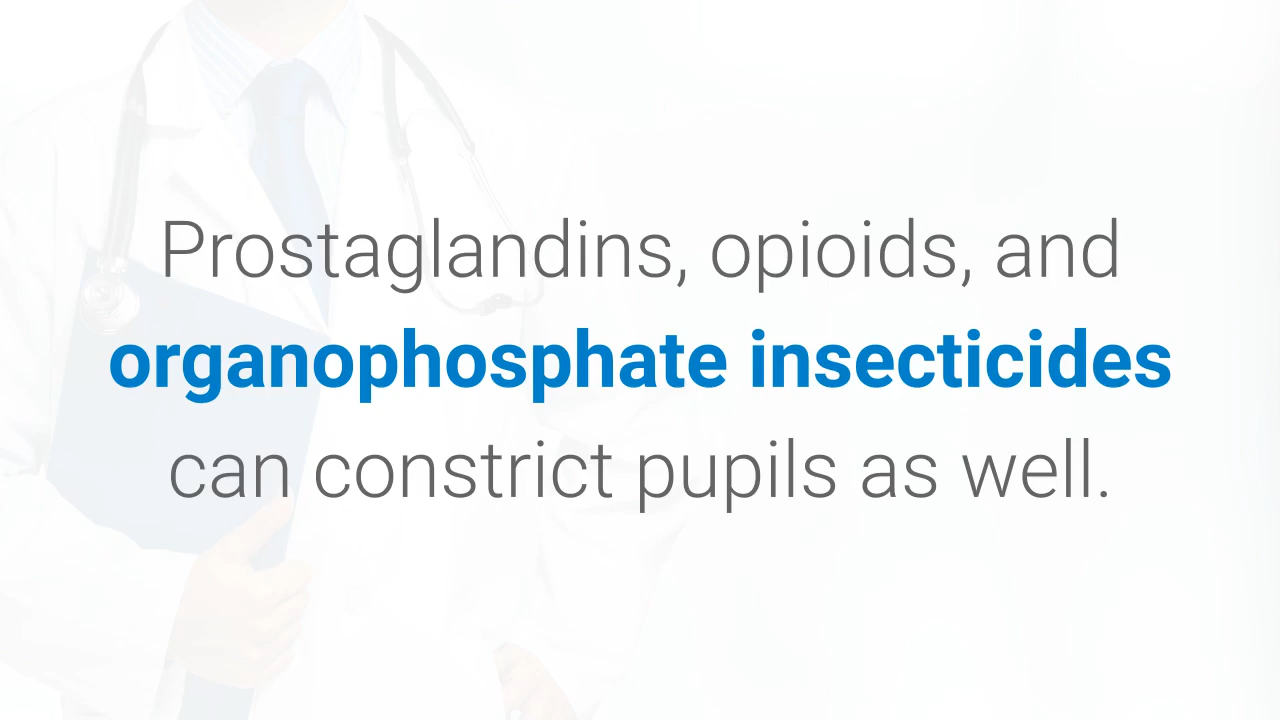 Prostaglandins, opioids, and
organophosphate insecticides
can constrict pupils as well.